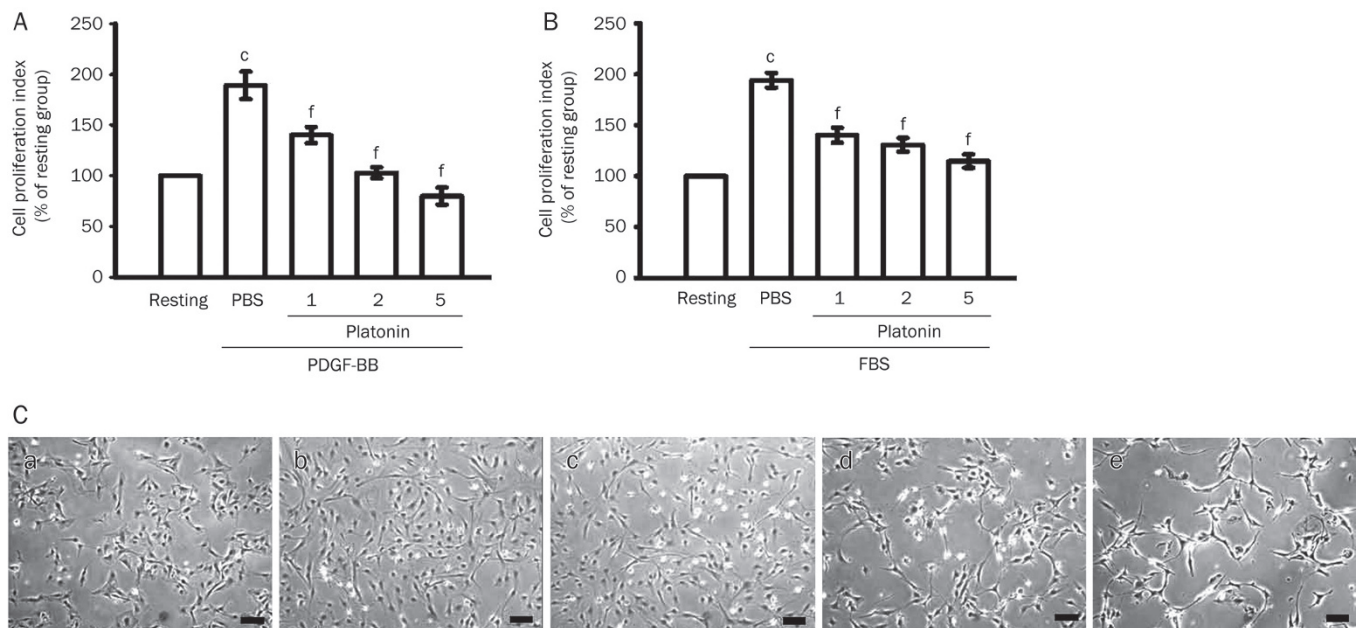 A
Cell proliferation index
(% of resting group)
250
200
150
100
50
0
c
f
f
f
Resting PBS 1 2 5
Platonin
PDGF-BB
B
Cell proliferation index
(% of resting group)
250
200
150
100
50
0
c
f
f
f
Resting PBS 1 2 5
Platonin
FBS
C
a b c d e